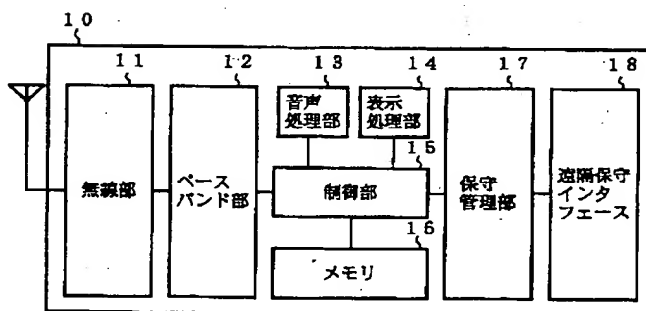 10
11
12
13
14
17
18
音声
処理部
表示
処理部
15
無線部
ベース
バンド部
制御部
保守
管理部
遠隔保守
インタ
フェース
16
メモリ